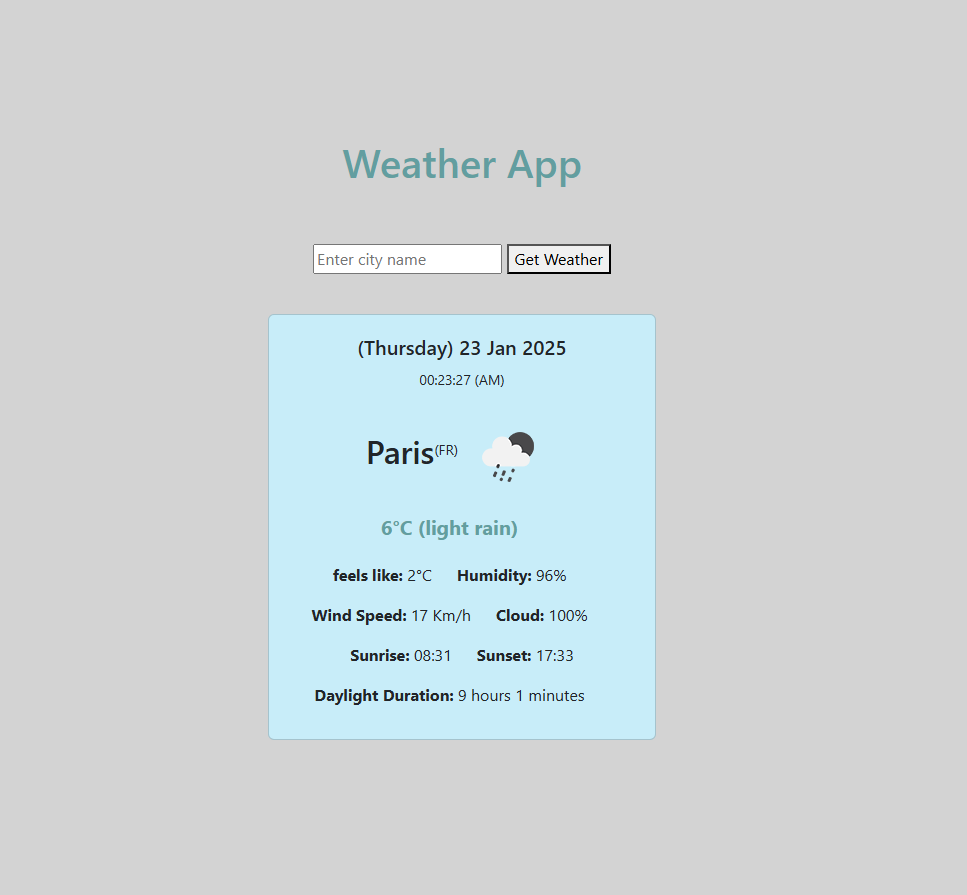 Weather App
Enter city name Get Weather
(Thursday) 23 Jan 2025
00:23:27 (AM)
Paris(FR)
6°C (light rain)
feels like: 2°C Humidity: 96%
Wind Speed: 17 Km/h Cloud: 100%
Sunrise: 08:31 Sunset: 17:33
Daylight Duration: 9 hours 1 minutes